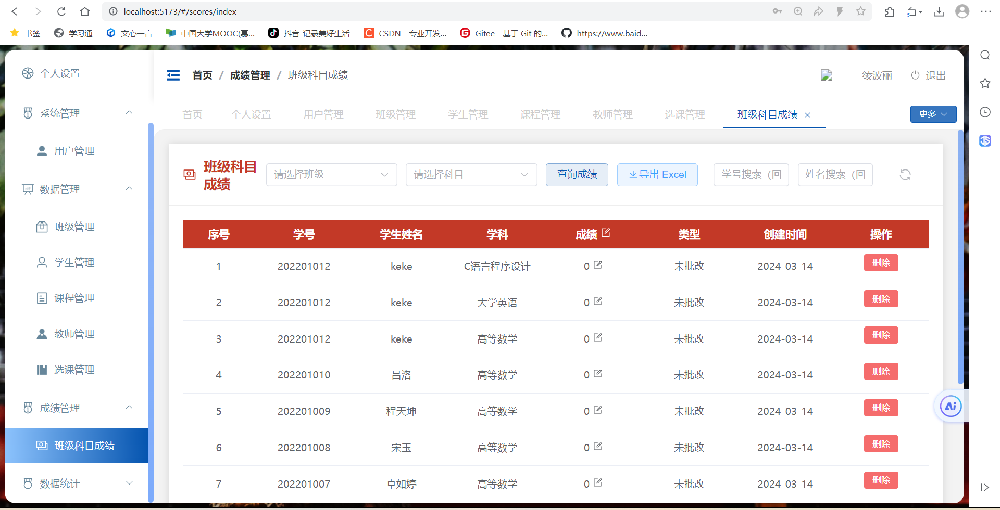 localhost:5173/#/scores/index
书签 学习通 文心一言 中国大学MOOC(慕... 抖音-记录美好生活 CSDN - 专业开发... Gitee - 基于 Git 的... https://www.baid...
个人设置
系统管理
用户管理
数据管理
班级管理
学生管理
课程管理
教师管理
选课管理
成绩管理
班级科目成绩
数据统计
首页 / 成绩管理 / 班级科目成绩
绫波丽 退出
首页 个人设置 用户管理 班级管理 学生管理 课程管理 教师管理 选课管理 班级科目成绩 更多
班级科目
成绩
请选择班级 请选择科目 查询成绩 导出 Excel 学号搜索（回 姓名搜索（回
序号 学号 学生姓名 学科 成绩 类型 创建时间 操作
1 202201012 keke C语言程序设计 0 未批改 2024-03-14 删除
2 202201012 keke 大学英语 0 未批改 2024-03-14 删除
3 202201012 keke 高等数学 0 未批改 2024-03-14 删除
4 202201010 吕洛 高等数学 0 未批改 2024-03-14 删除
5 202201009 程天坤 高等数学 0 未批改 2024-03-14 删除
6 202201008 宋玉 高等数学 0 未批改 2024-03-14 删除
7 202201007 卓如婷 高等数学 0 未批改 2024-03-14 删除
Ai